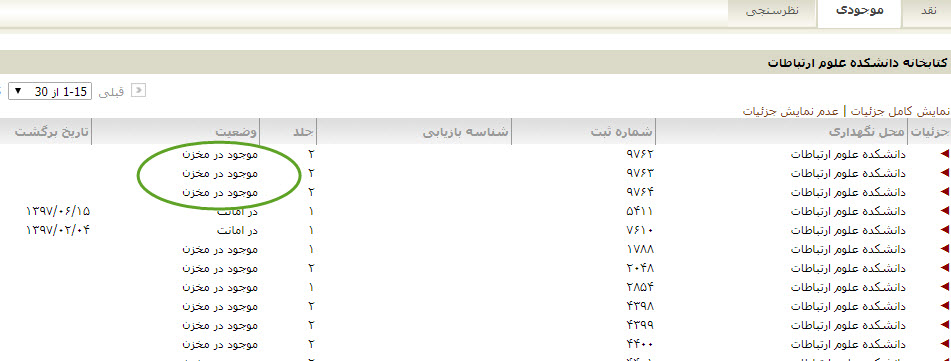 نقد موجودی نظرسنجی
کتابخانه دانشکده علوم ارتباطات
قبلی 1-15 از 30
نمایش کامل جزئیات | عدم نمایش جزئیات
جزئیات محل نگهداری شماره ثبت شناسه بازیابی جلد وضعیت تاریخ برگشت
دانشکده علوم ارتباطات ۹۷۶۲ ۲ موجود در مخزن
دانشکده علوم ارتباطات ۹۷۶۳ ۲ موجود در مخزن
دانشکده علوم ارتباطات ۹۷۶۴ ۲ موجود در مخزن
دانشکده علوم ارتباطات ۵۴۱۱ ۱ در امانت ۱۳۹۷/۰۶/۱۵
دانشکده علوم ارتباطات ۷۶۱۰ ۱ در امانت ۱۳۹۷/۰۲/۰۴
دانشکده علوم ارتباطات ۱۷۸۸ ۱ موجود در مخزن
دانشکده علوم ارتباطات ۲۰۴۸ ۲ موجود در مخزن
دانشکده علوم ارتباطات ۲۸۵۴ ۱ موجود در مخزن
دانشکده علوم ارتباطات ۴۳۹۸ ۲ موجود در مخزن
دانشکده علوم ارتباطات ۴۳۹۹ ۲ موجود در مخزن
دانشکده علوم ارتباطات ۴۴۰۰ ۲ موجود در مخزن